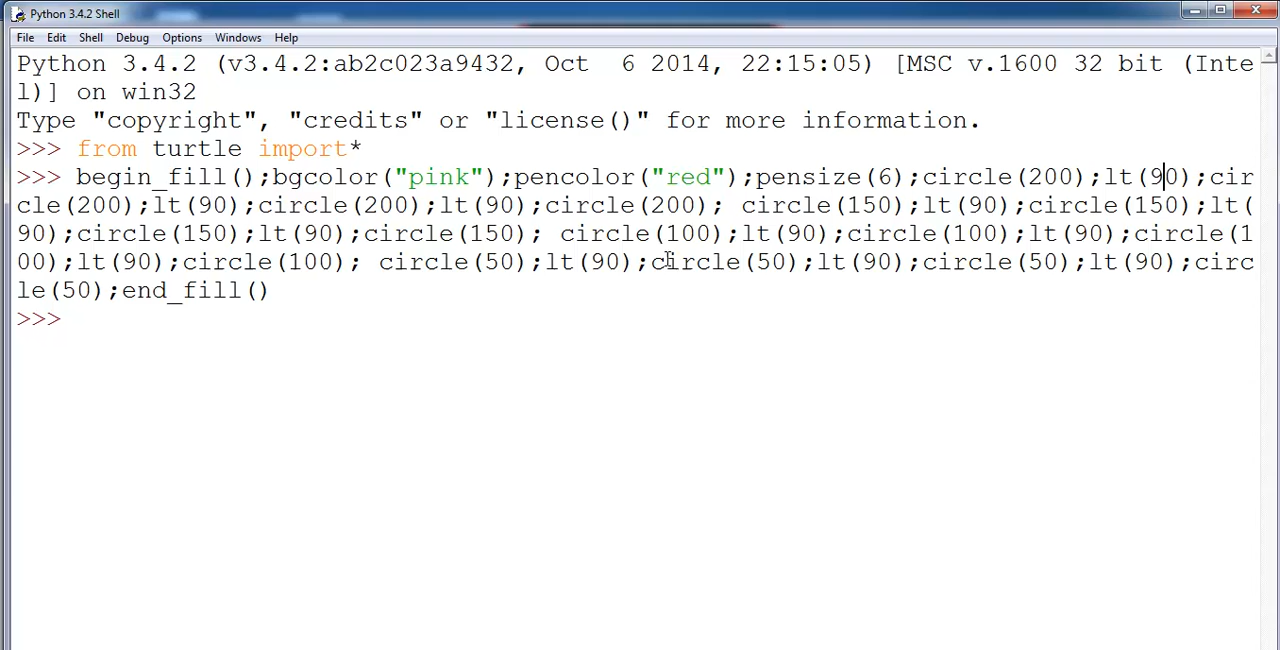 Python 3.4.2 Shell
File Edit Shell Debug Options Windows Help
Python 3.4.2 (v3.4.2:ab2c023a9432, Oct  6 2014, 22:15:05) [MSC v.1600 32 bit (Inte
l)] on win32
Type "copyright", "credits" or "license()" for more information.
>>> from turtle import*
>>> begin_fill();bgcolor("pink");pencolor("red");pensize(6);circle(200);lt(90);cir
cle(200);lt(90);circle(200);lt(90);circle(200); circle(150);lt(90);circle(150);lt(
90);circle(150);lt(90);circle(150); circle(100);lt(90);circle(100);lt(90);circle(1
00);lt(90);circle(100); circle(50);lt(90);circle(50);lt(90);circle(50);lt(90);circ
le(50);end_fill()
>>>